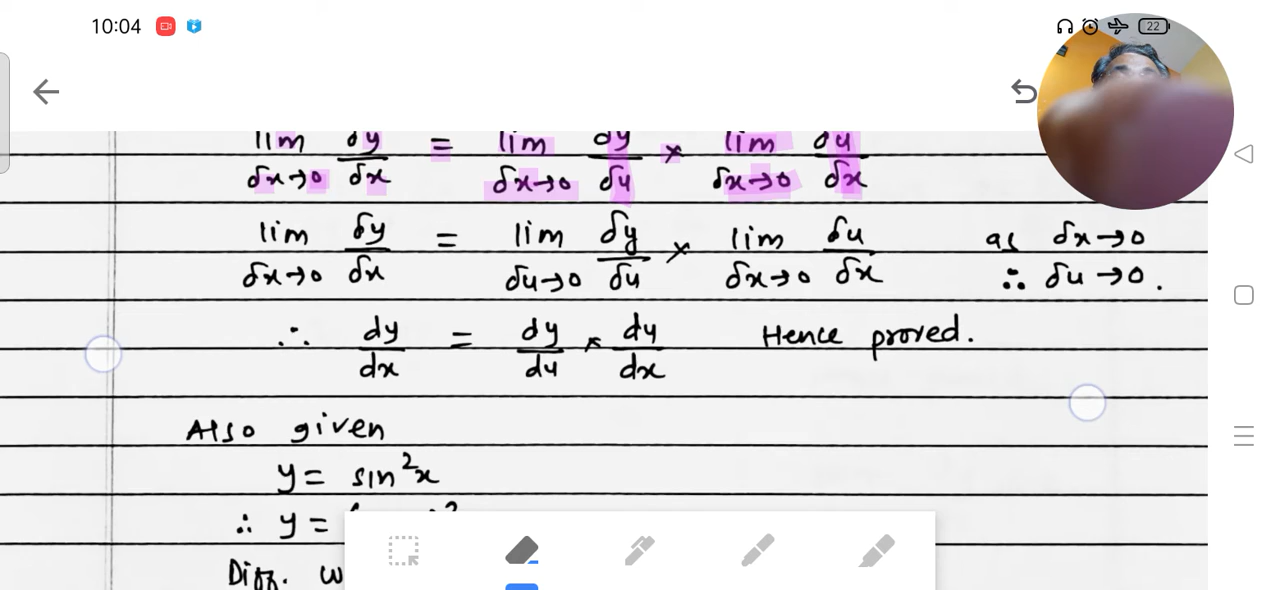 10:04
22
lim δx→0 δy/δx = lim δx→0 δy/δu × lim δx→0 δu/δx
lim δx→0 δy/δx = lim δu→0 δy/δu × lim δx→0 δu/δx as δx→0 ∴ δu→0.
∴ dy/dx = dy/du × du/dx Hence proved.
Also given
y = sin²x
∴ y =
Diff. w